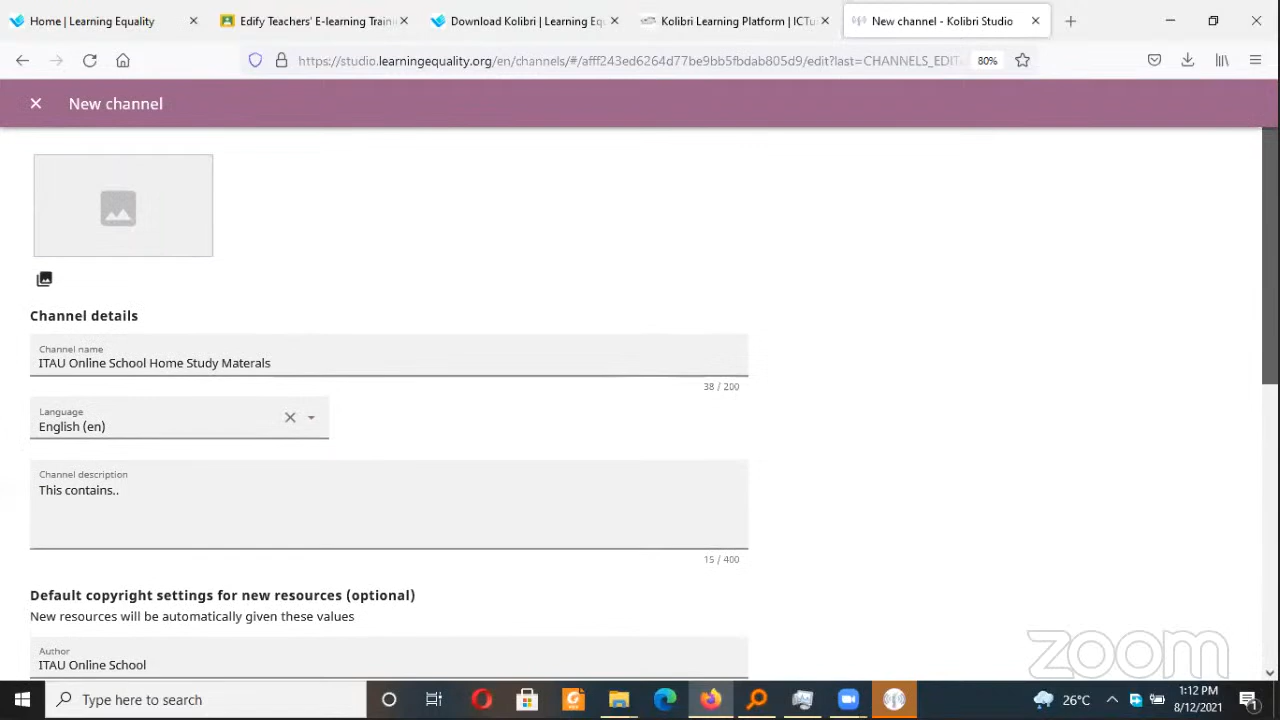 Home | Learning Equality
Edify Teachers' E-learning Traini
Download Kolibri | Learning Equ
Kolibri Learning Platform | ICTu
New channel - Kolibri Studio
https://studio.learningequality.org/en/channels/#/afff243ed6264d77be9bb5fbdab805d9/edit?last=CHANNELS_EDIT
80%
New channel
Channel details
Channel name
ITAU Online School Home Study Materals
38 / 200
Language
English (en)
Channel description
This contains..
15 / 400
Default copyright settings for new resources (optional)
New resources will be automatically given these values
Author
ITAU Online School
zoom
Type here to search
26°C
1:12 PM
8/12/2021
1